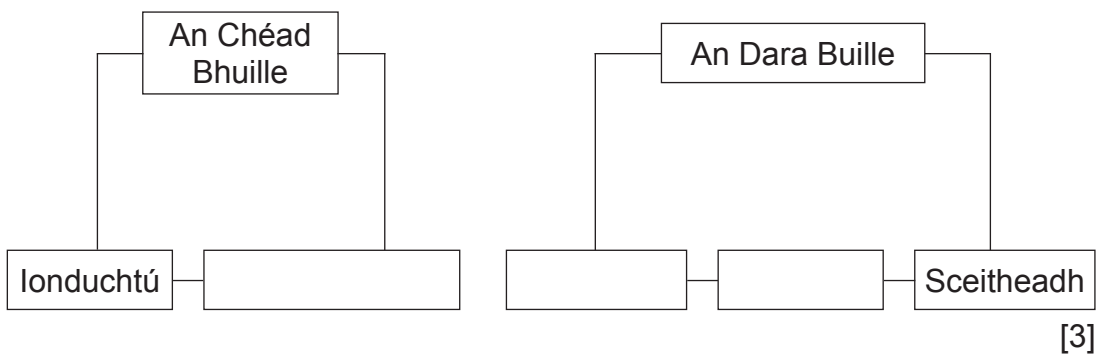 An Chéad
Bhuille
An Dara Buille
Ionduchtú
Sceitheadh
[3]